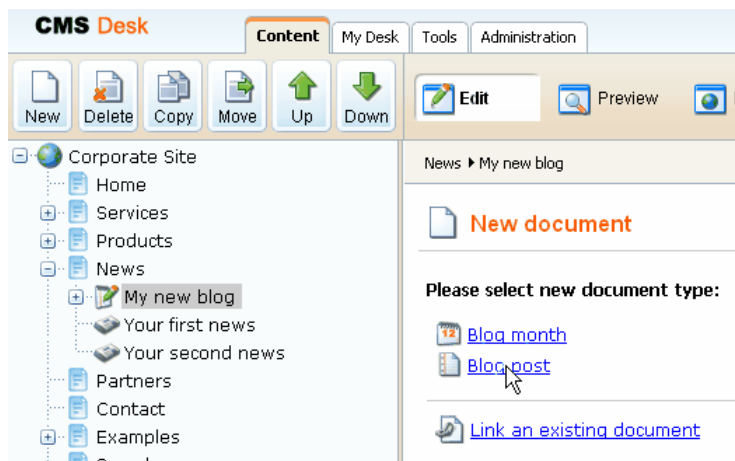 CMS Desk
Content My Desk Tools Administration
New Delete Copy Move Up Down
Edit Preview
Corporate Site
Home
Services
Products
News
My new blog
Your first news
Your second news
Partners
Contact
Examples
News ▶ My new blog
New document
Please select new document type:
12
Blog month
Blog post
Link an existing document